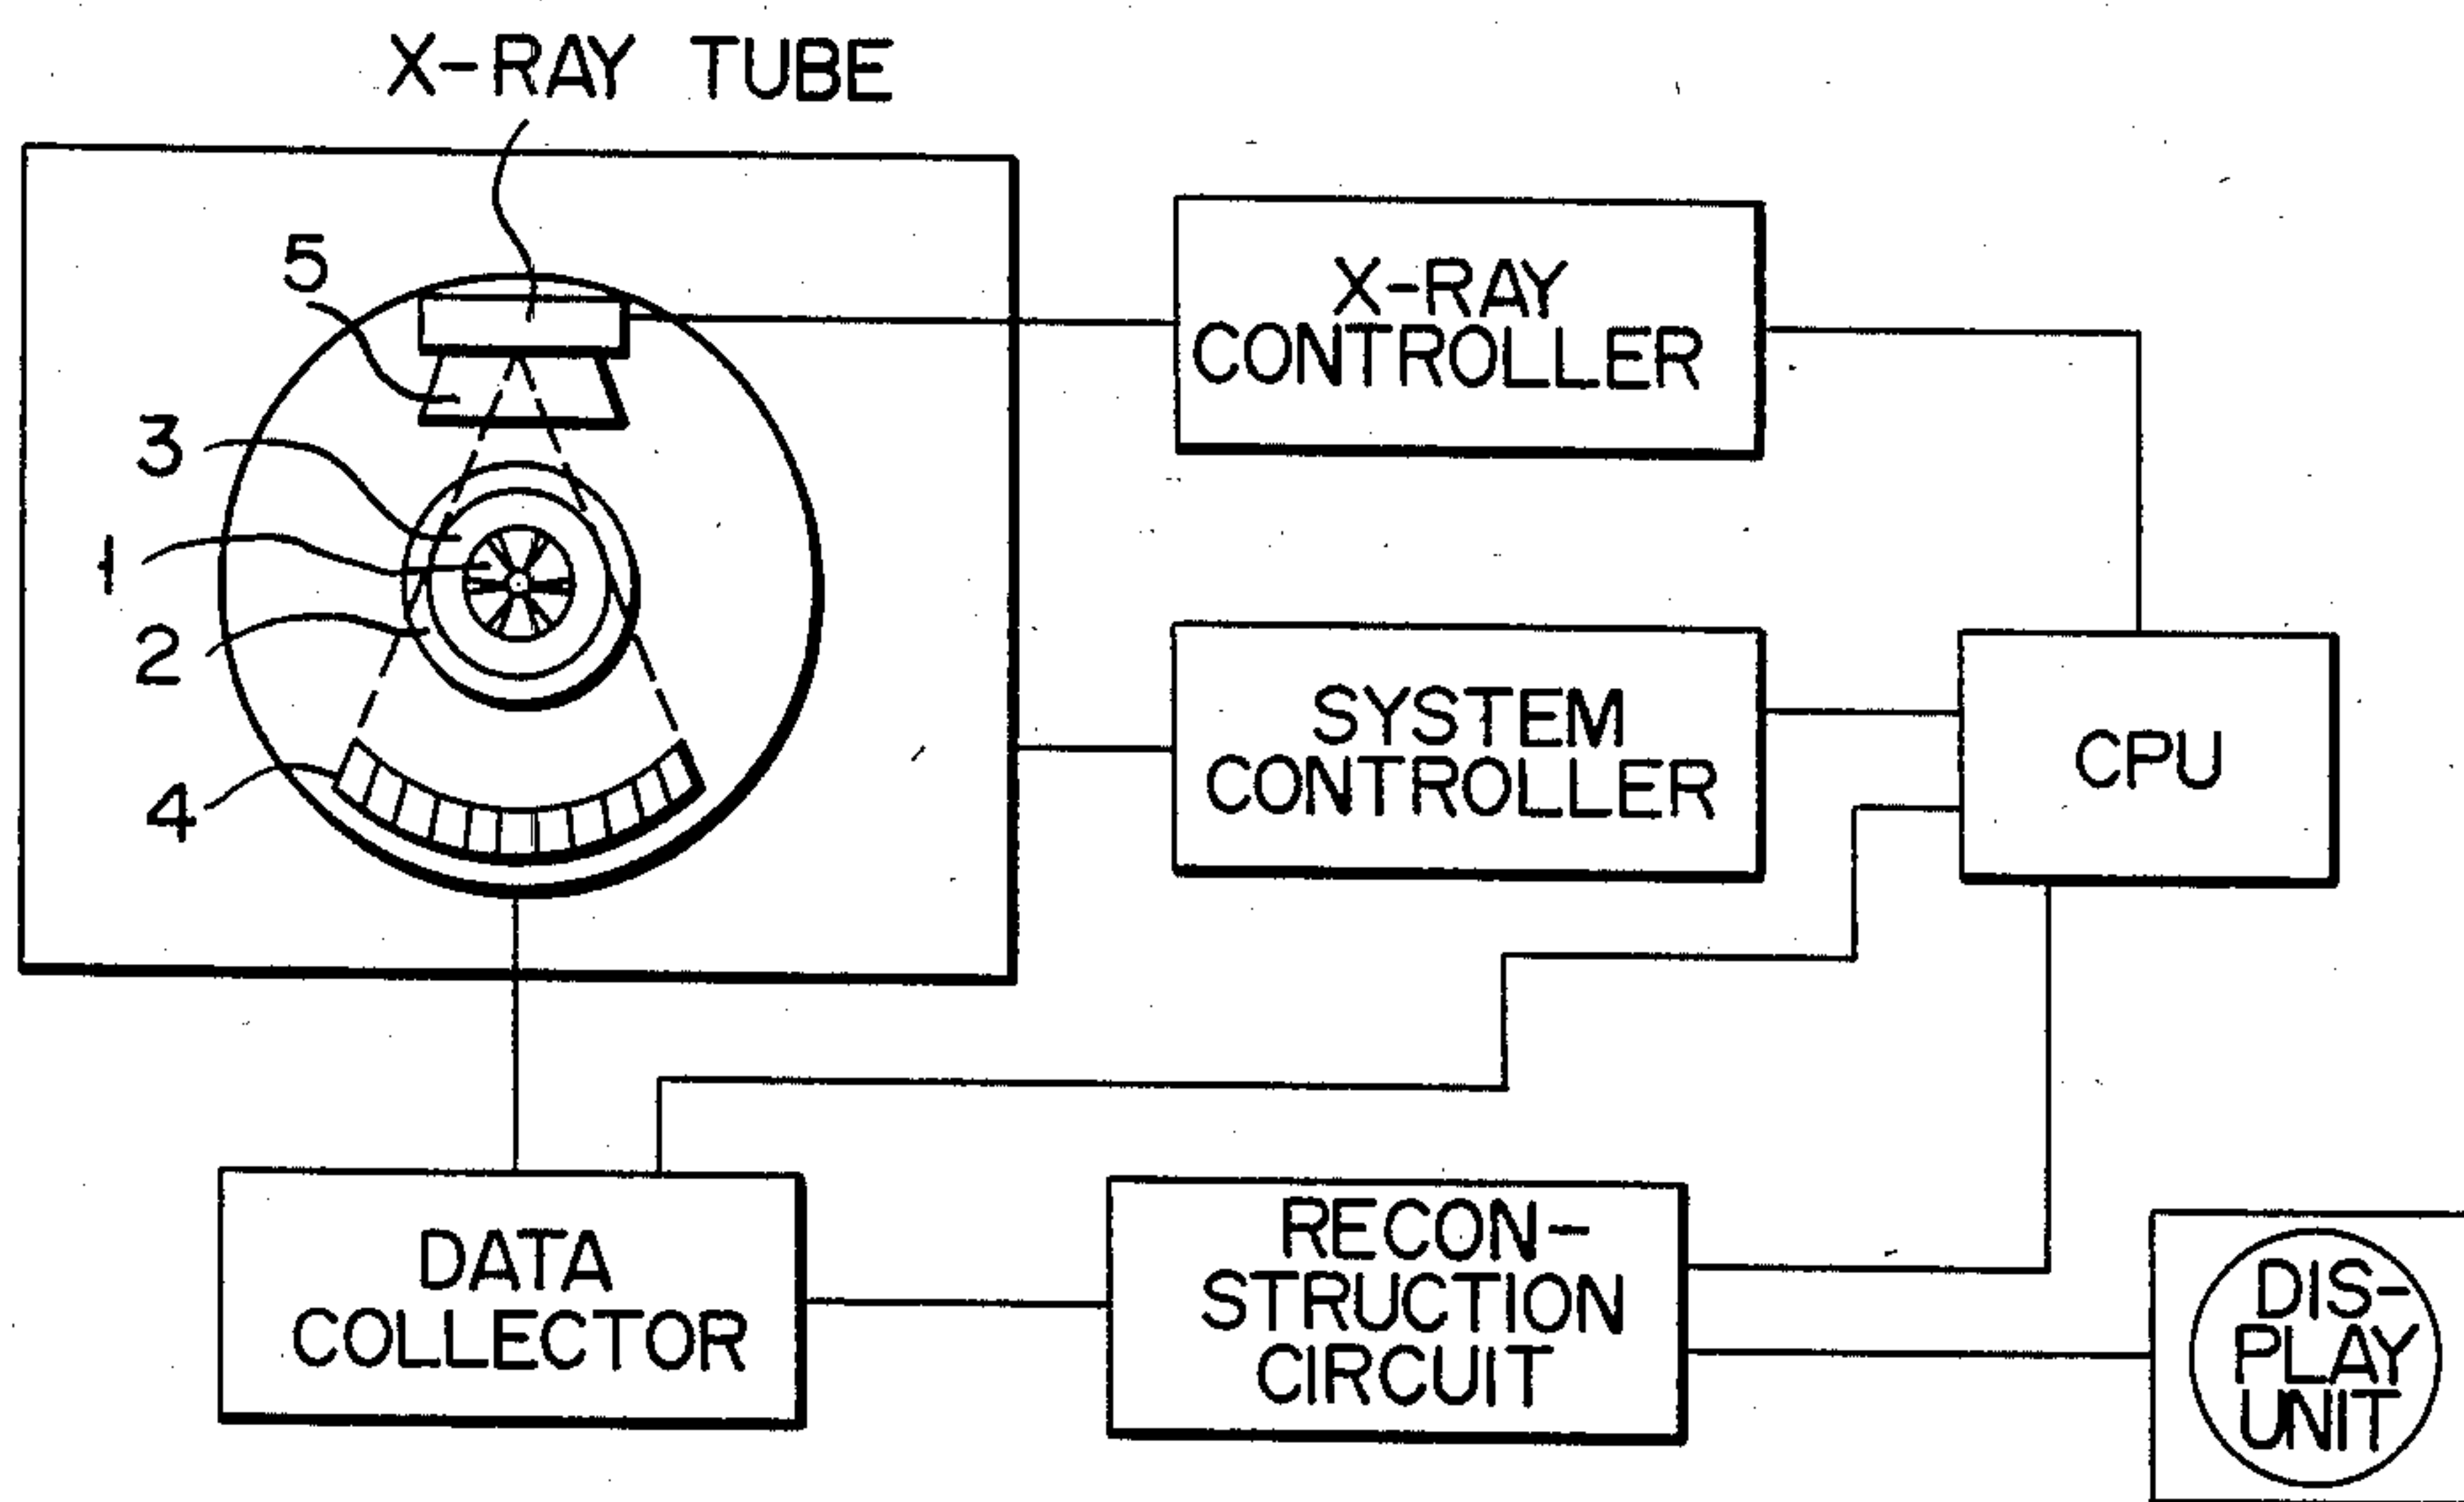 X-RAY TUBE
5
3
1
2
4
X-RAY
CONTROLLER
SYSTEM
CONTROLLER
CPU
DATA
COLLECTOR
RECON-
STRUCTION
CIRCUIT
DIS-
PLAY
UNIT